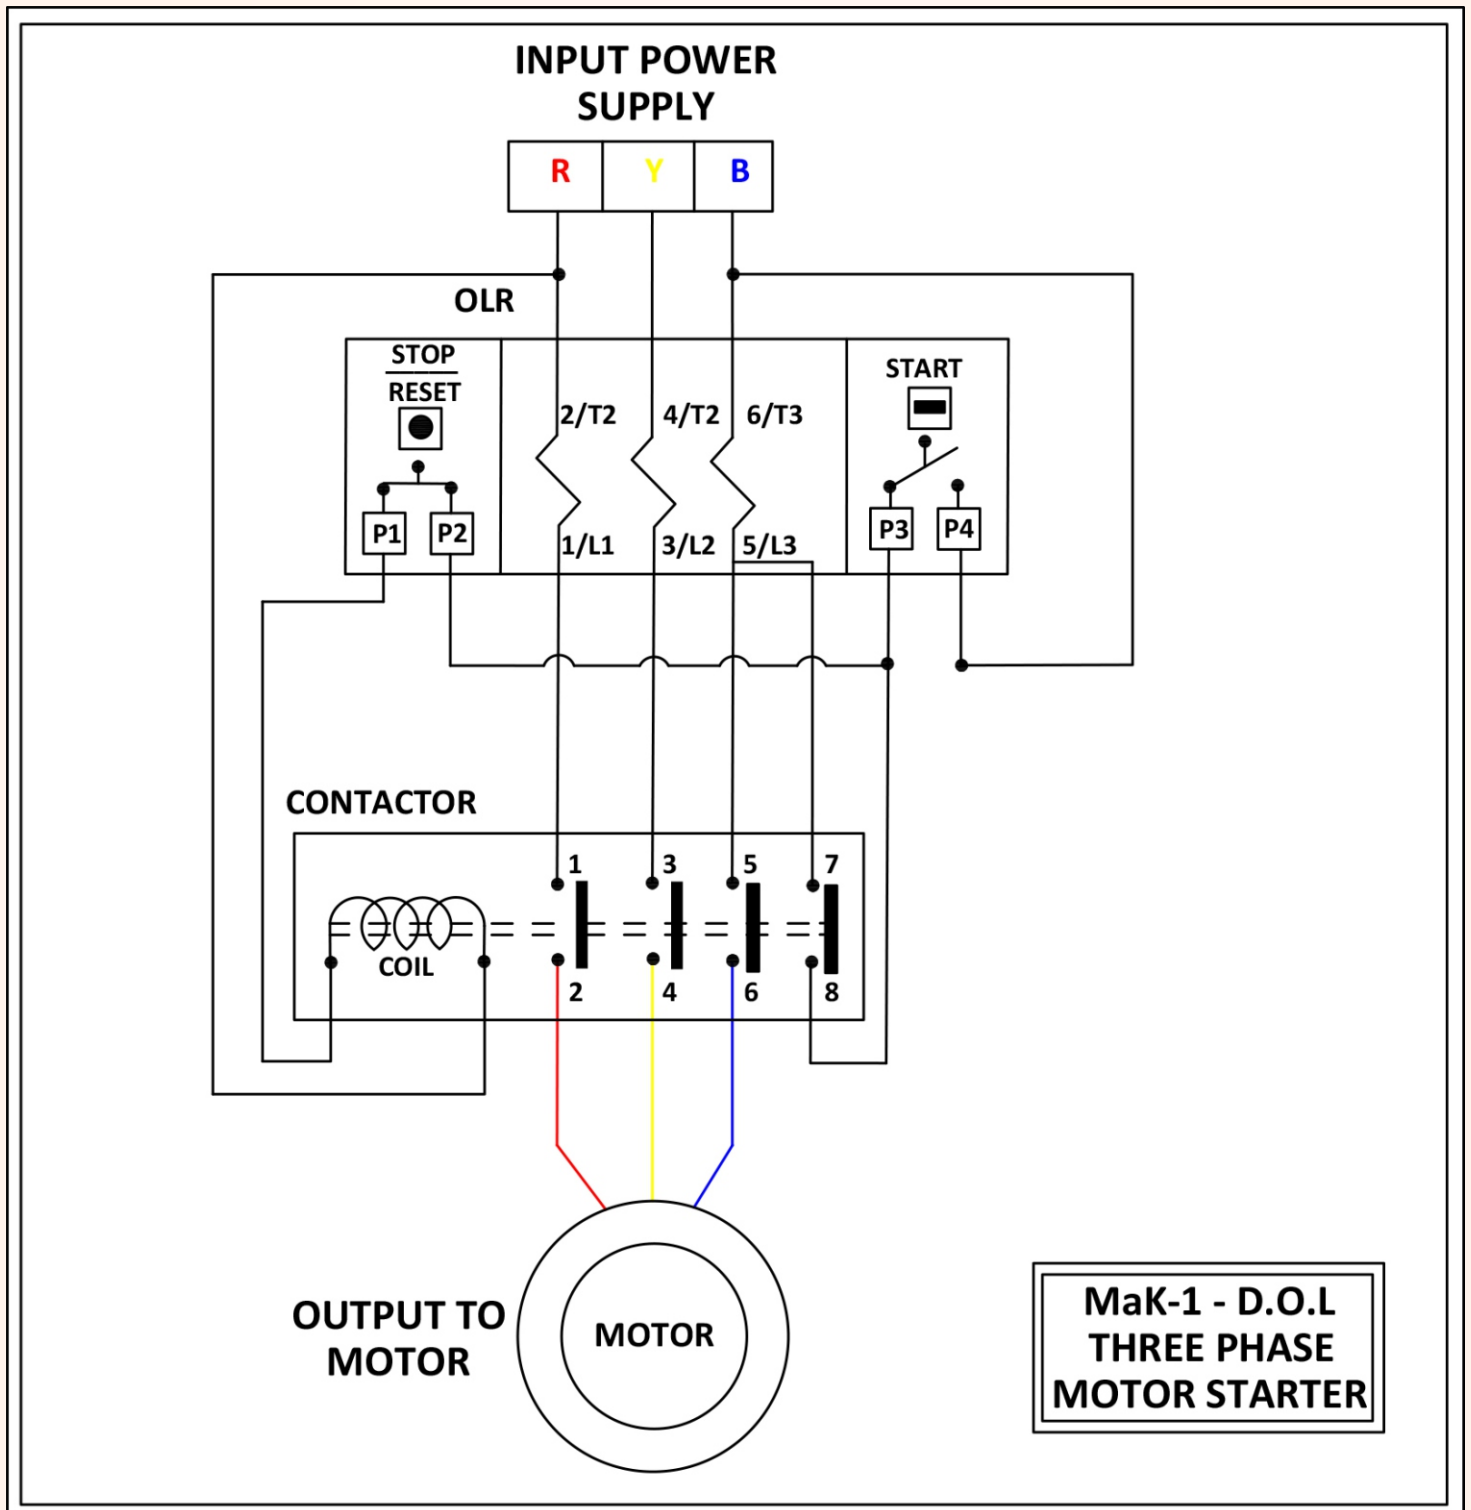 INPUT POWER
SUPPLY
R Y B
OLR
STOP
RESET
START
2/T2 4/T2 6/T3
P1 P2
1/L1 3/L2 5/L3
P3 P4
CONTACTOR
1 3 5 7
COIL
2 4 6 8
OUTPUT TO
MOTOR
MOTOR
MaK-1 - D.O.L
THREE PHASE
MOTOR STARTER